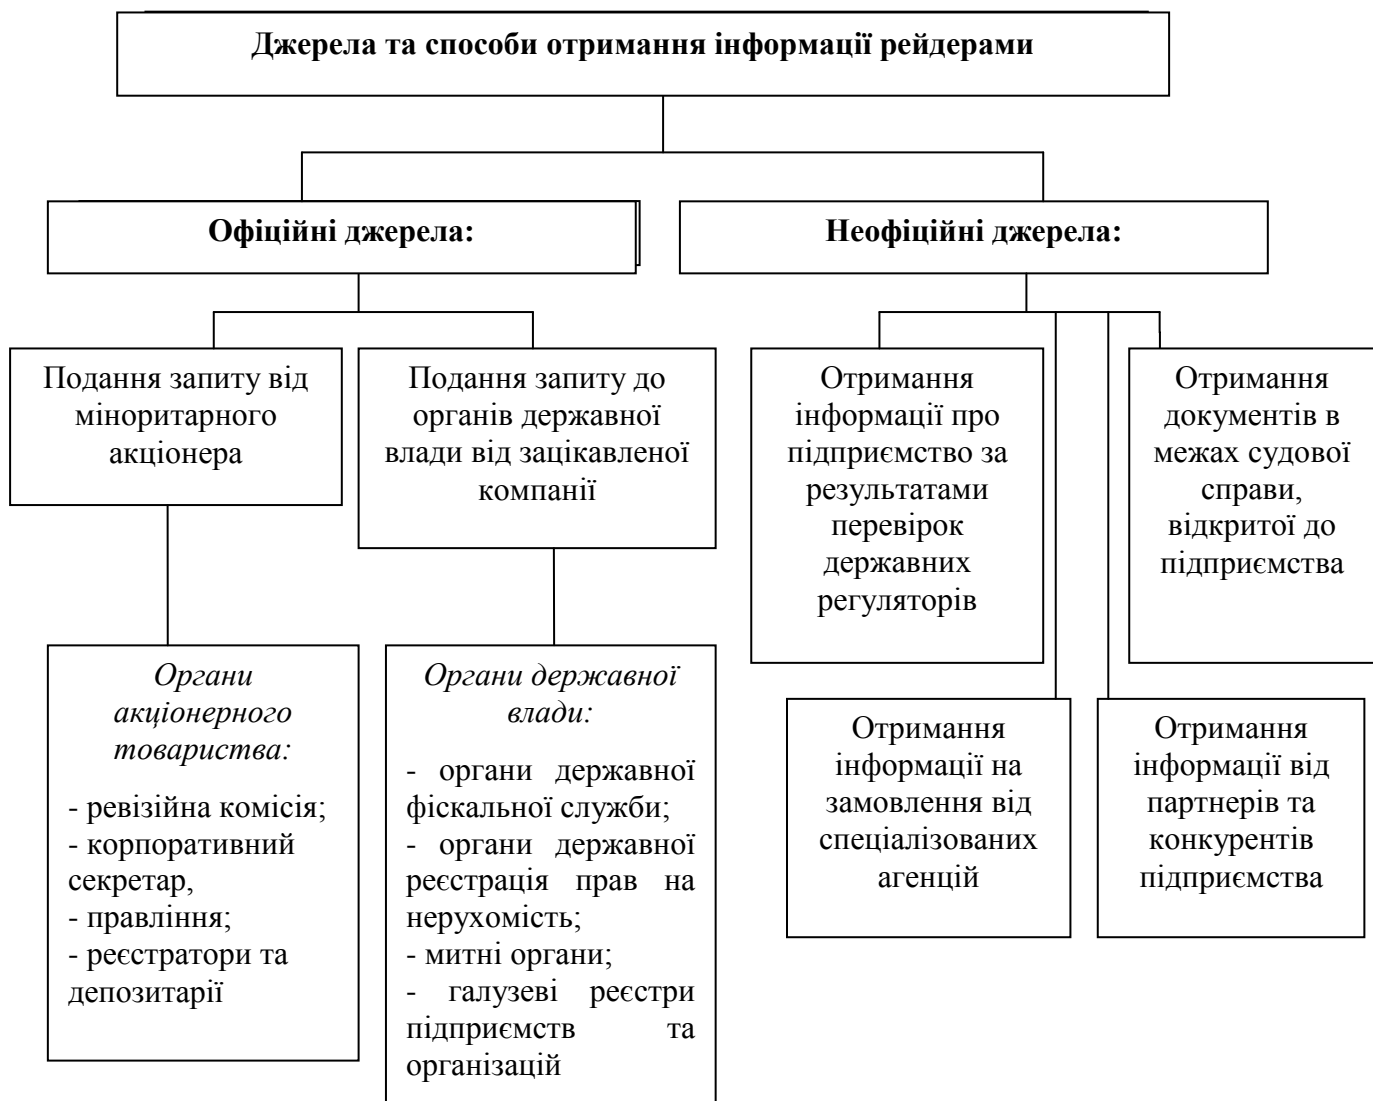 Джерела та способи отримання інформації рейдерами
Офіційні джерела:
Неофіційні джерела:
Подання запиту від
міноритарного
акціонера
Подання запиту до
органів державної
влади від зацікавленої
компанії
Отримання
інформації про
підприємство за
результатами
перевірок
державних
регуляторів
Отримання
документів в
межах судової
справи,
відкритої до
підприємства
Органи
акціонерного
товариства:
- ревізійна комісія;
- корпоративний
секретар,
- правління;
- реєстратори та
депозитарії
Органи державної
влади:
- органи державної
фіскальної служби;
- органи державної
реєстрація прав на
нерухомість;
- митні органи;
- галузеві реєстри
підприємств та
організацій
Отримання
інформації на
замовлення від
спеціалізованих
агенцій
Отримання
інформації від
партнерів та
конкурентів
підприємства